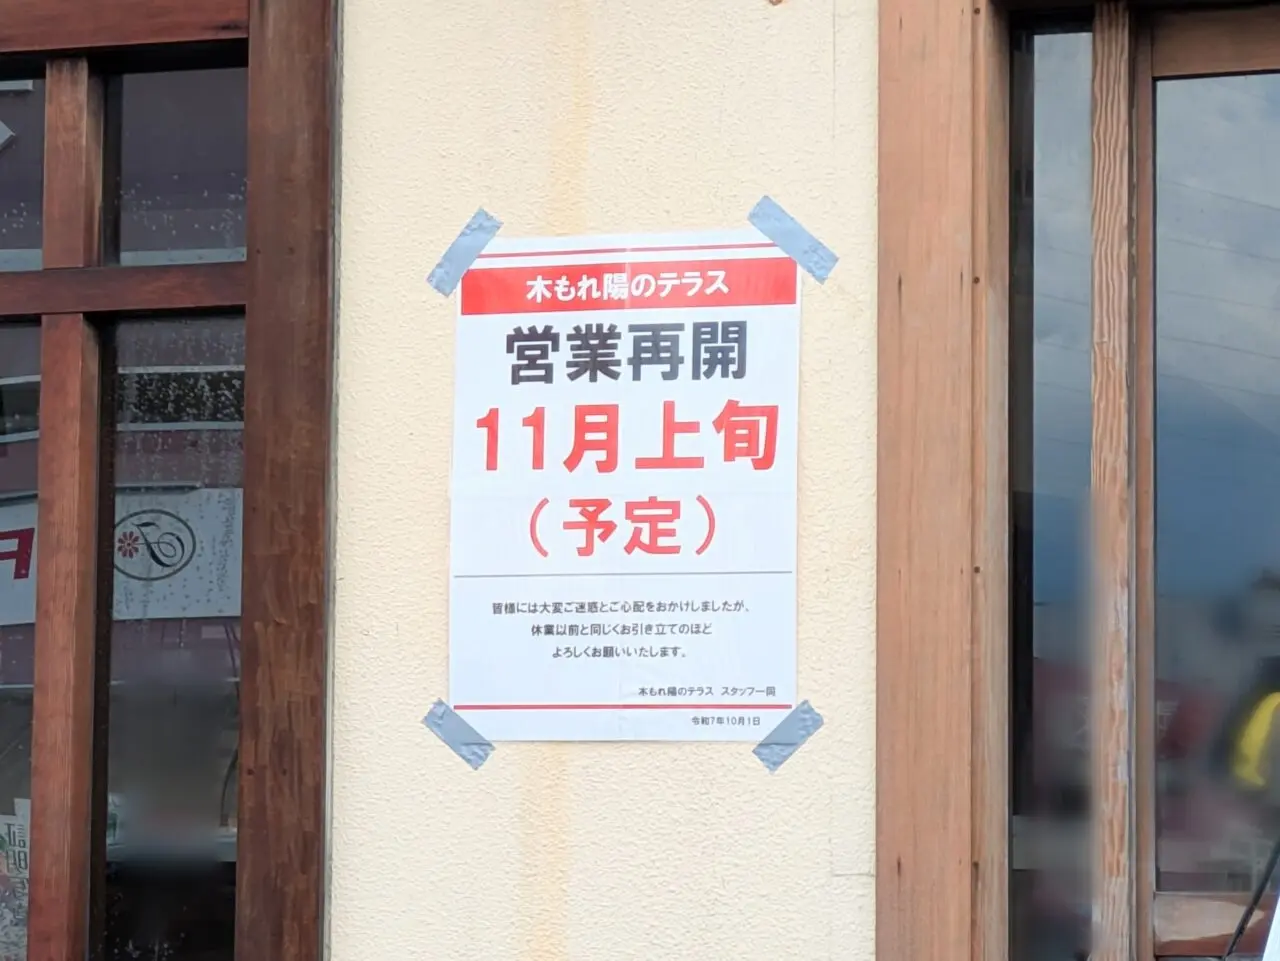 木もれ陽のテラス
営業再開
11月上旬
（予定）
皆様には大変ご迷惑とご心配をおかけしましたが、
休業以前と同じくお引き立てのほど
よろしくお願いいたします。
木もれ陽のテラス スタッフ一同
令和7年10月1日